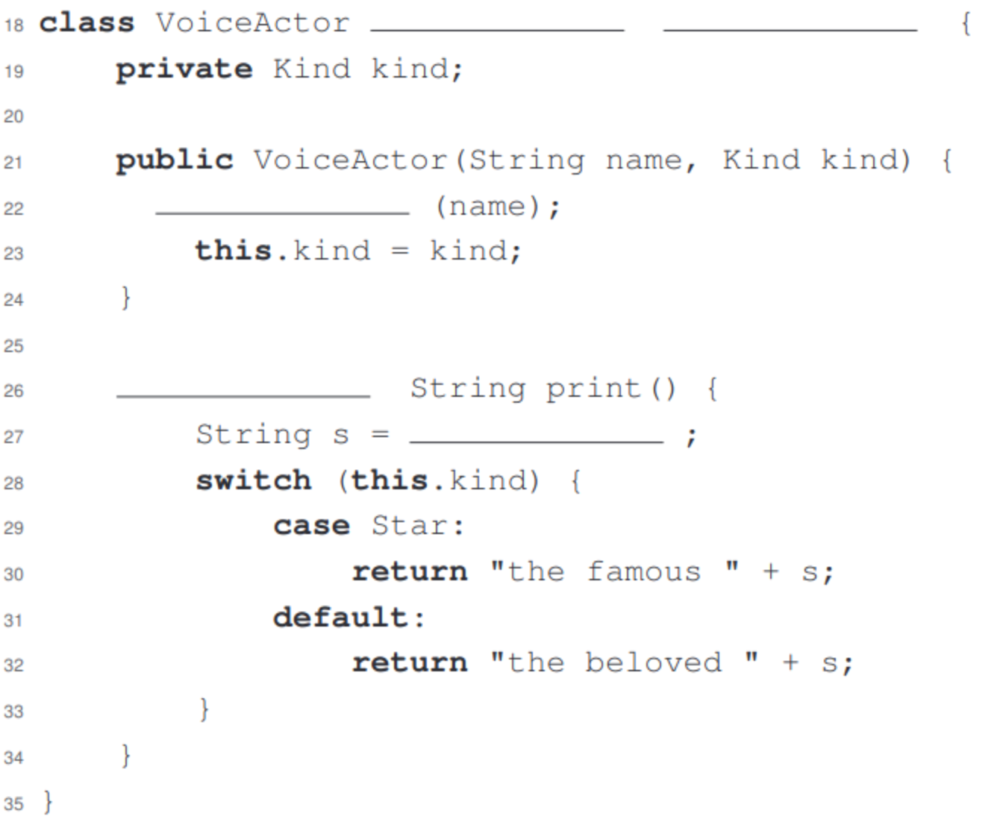 18 class VoiceActor ____________ ____________ {
19 private Kind kind;
20
21 public VoiceActor(String name, Kind kind) {
22 ____________ (name);
23 this.kind = kind;
24 }
25
26 ____________ String print() {
27 String s = ____________ ;
28 switch (this.kind) {
29 case Star:
30 return "the famous " + s;
31 default:
32 return "the beloved " + s;
33 }
34 }
35 }